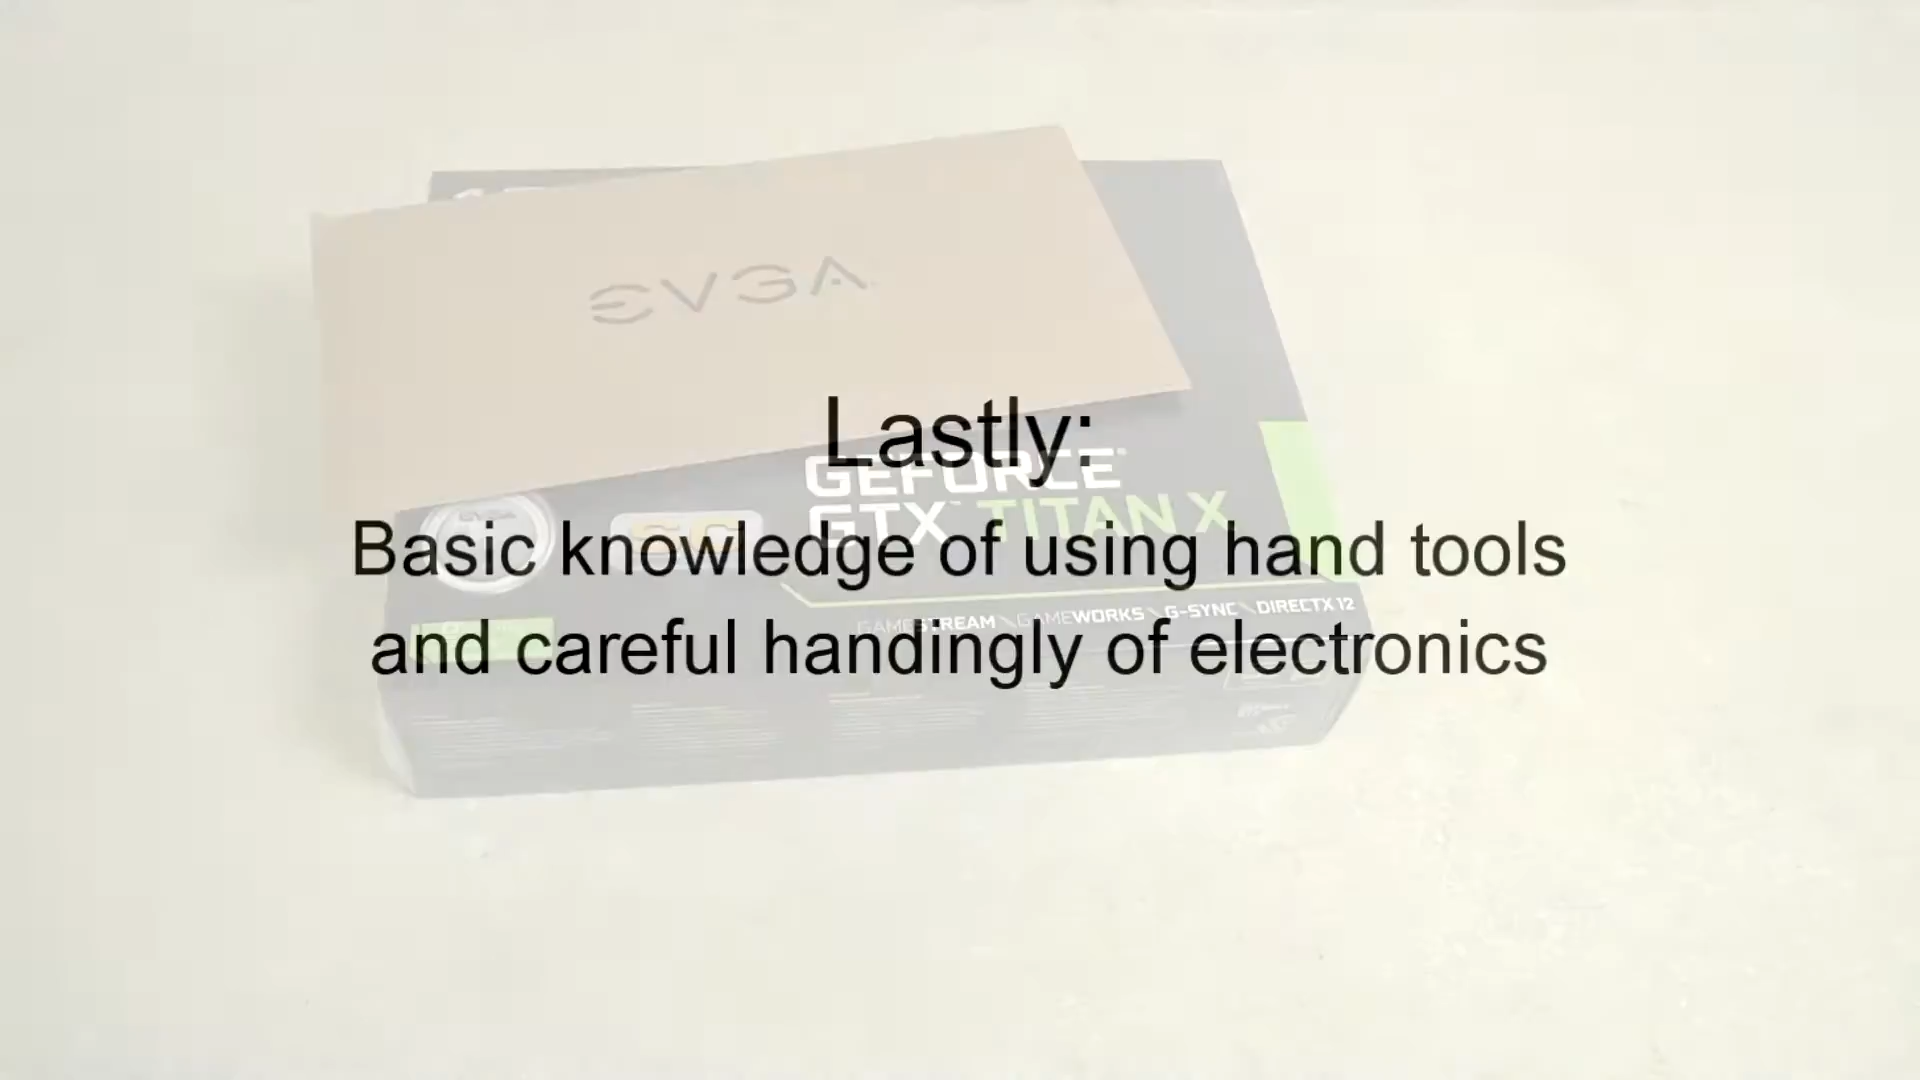 EVGA
Lastly:
GEFORCE
GTX TITAN X
SC
Basic knowledge of using hand tools
GAMESTREAM \ GAMEWORKS \ G-SYNC \ DIRECTX 12
and careful handingly of electronics